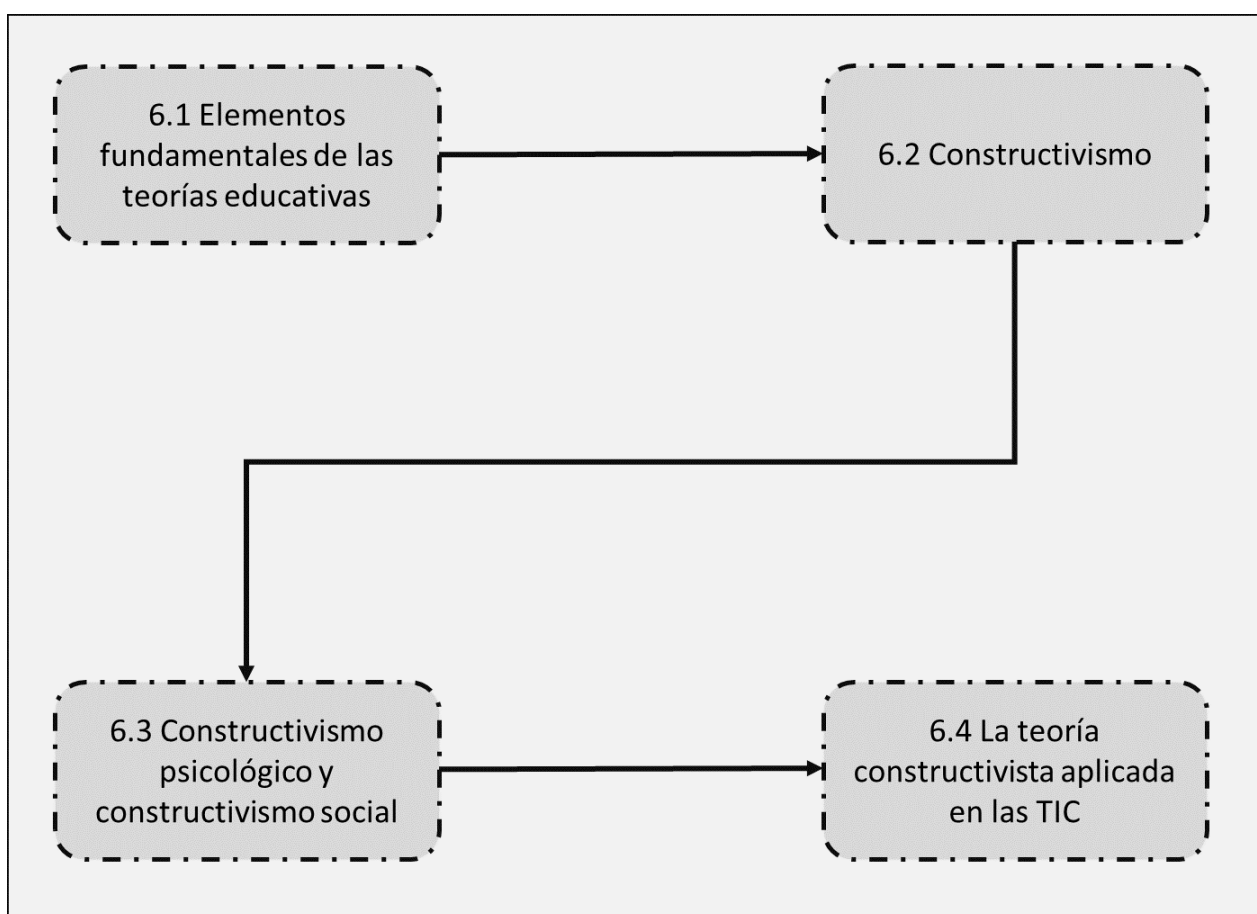 6.1 Elementos
fundamentales de las
teorías educativas
6.2 Constructivismo
6.3 Constructivismo
psicológico y
constructivismo social
6.4 La teoría
constructivista aplicada
en las TIC